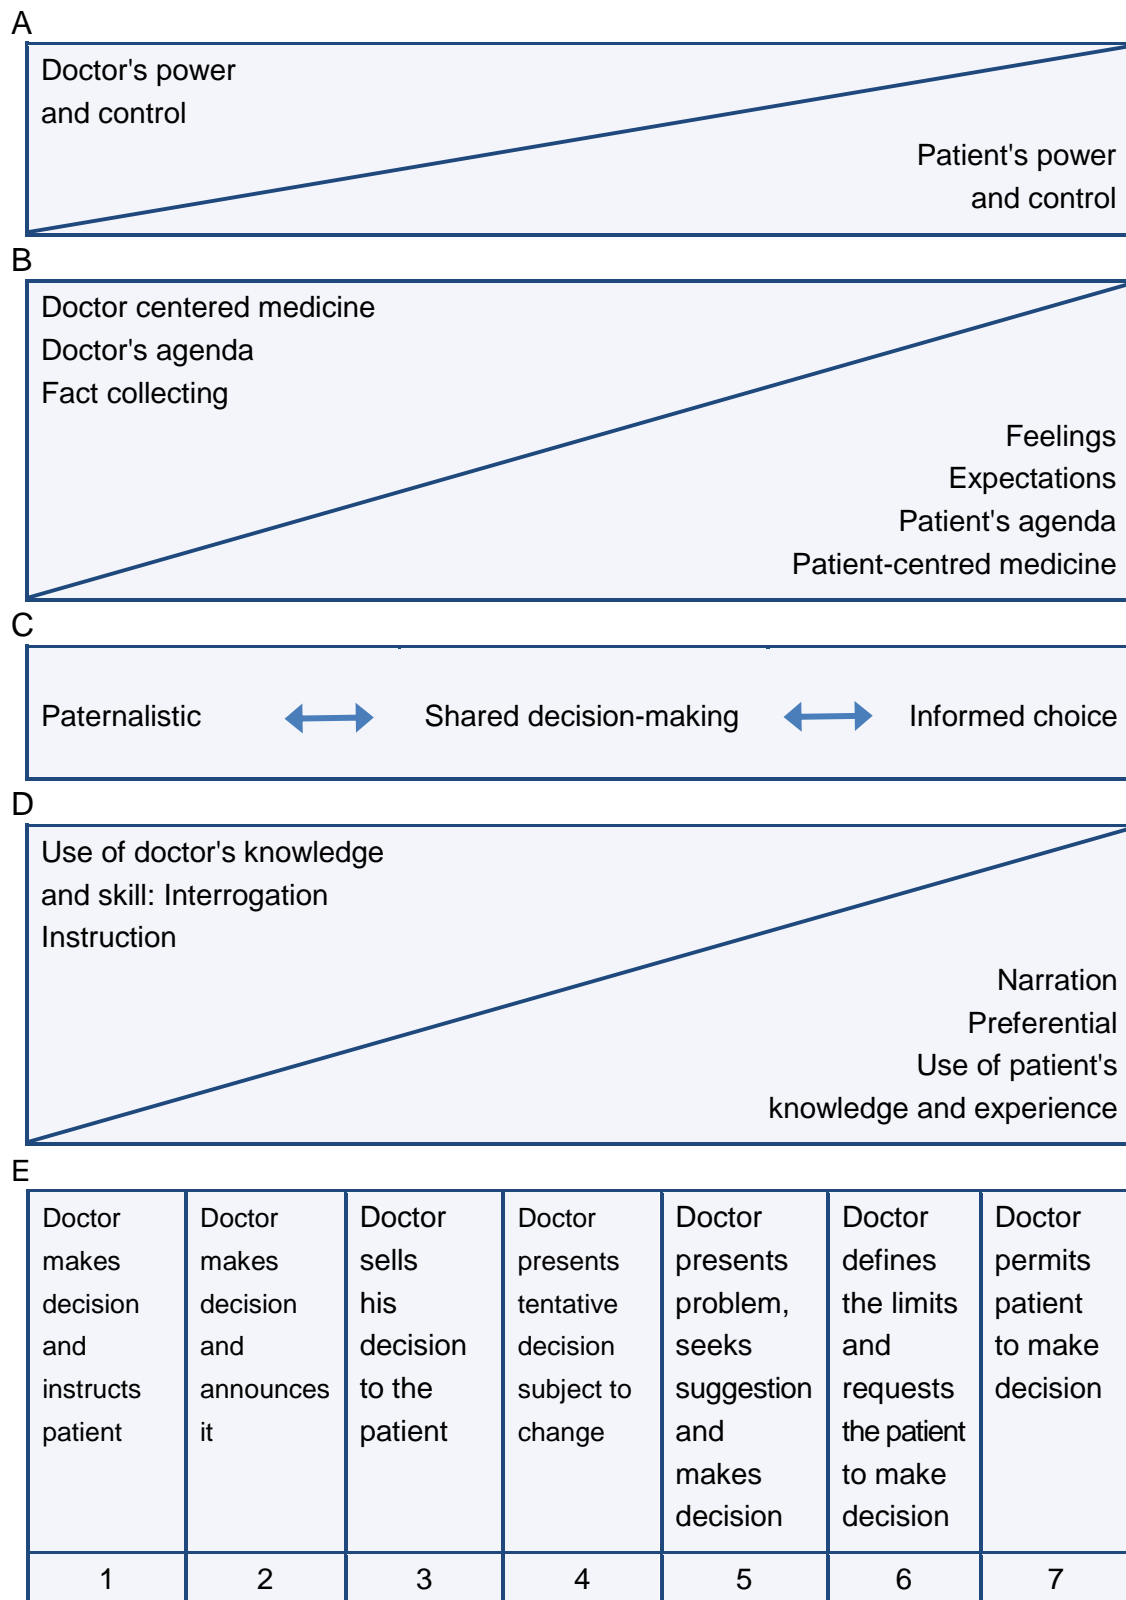 A
Doctor's power
and control
Patient's power
and control
B
Doctor centered medicine
Doctor's agenda
Fact collecting
Feelings
Expectations
Patient's agenda
Patient-centred medicine
C
Paternalistic
Shared decision-making
Informed choice
D
Use of doctor's knowledge
and skill: Interrogation
Instruction
Narration
Preferential
Use of patient's
knowledge and experience
E
Doctor
makes
decision
and
instructs
patient
Doctor
makes
decision
and
announces
it
Doctor
sells
his
decision
to the
patient
Doctor
presents
tentative
decision
subject to
change
Doctor
presents
problem,
seeks
suggestion
and
makes
decision
Doctor
defines
the limits
and
requests
the patient
to make
decision
Doctor
permits
patient
to make
decision
1
2
3
4
5
6
7